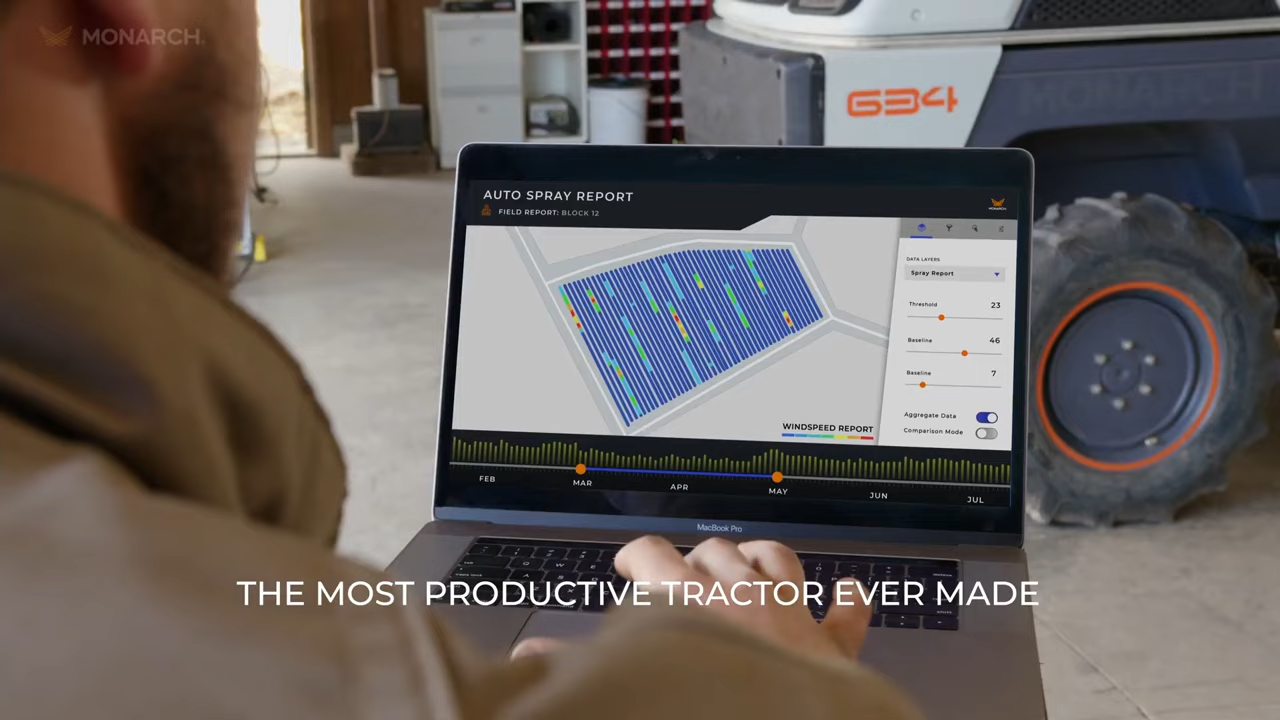 MONARCH
634
MONARCH
AUTO SPRAY REPORT
FIELD REPORT: BLOCK 12
MONARCH
DATA LAYERS
Spray Report
Threshold 23
Baseline 46
Baseline 7
Aggregate Data
Comparison Mode
WINDSPEED REPORT
FEB MAR APR MAY JUN JUL
MacBook Pro
THE MOST PRODUCTIVE TRACTOR EVER MADE